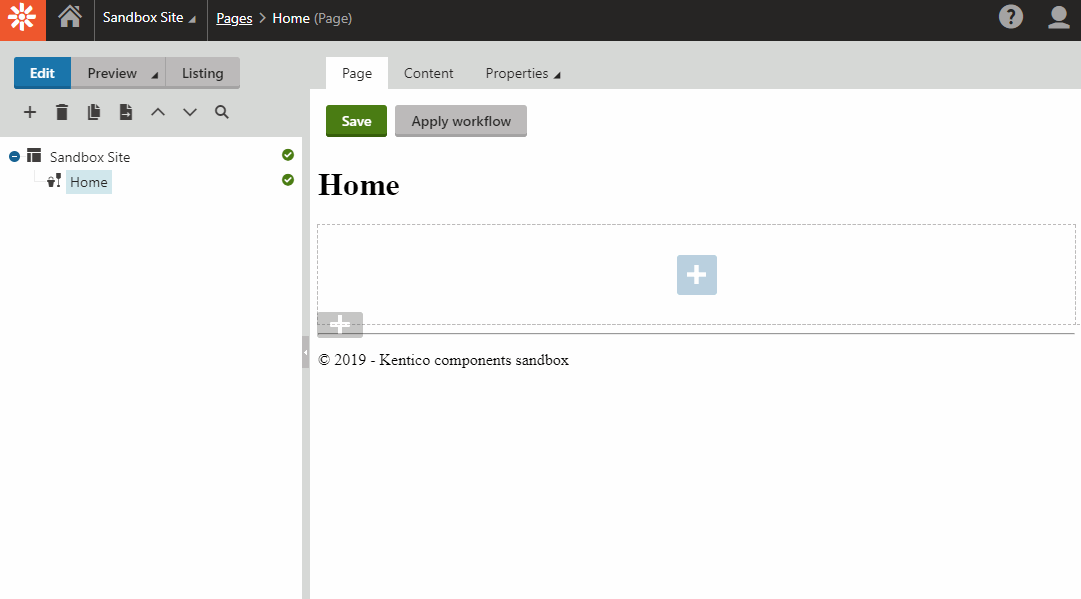 Sandbox Site Pages > Home (Page) ?
Edit Preview Listing
Page Content Properties
Save Apply workflow
Sandbox Site
Home
Home
© 2019 - Kentico components sandbox